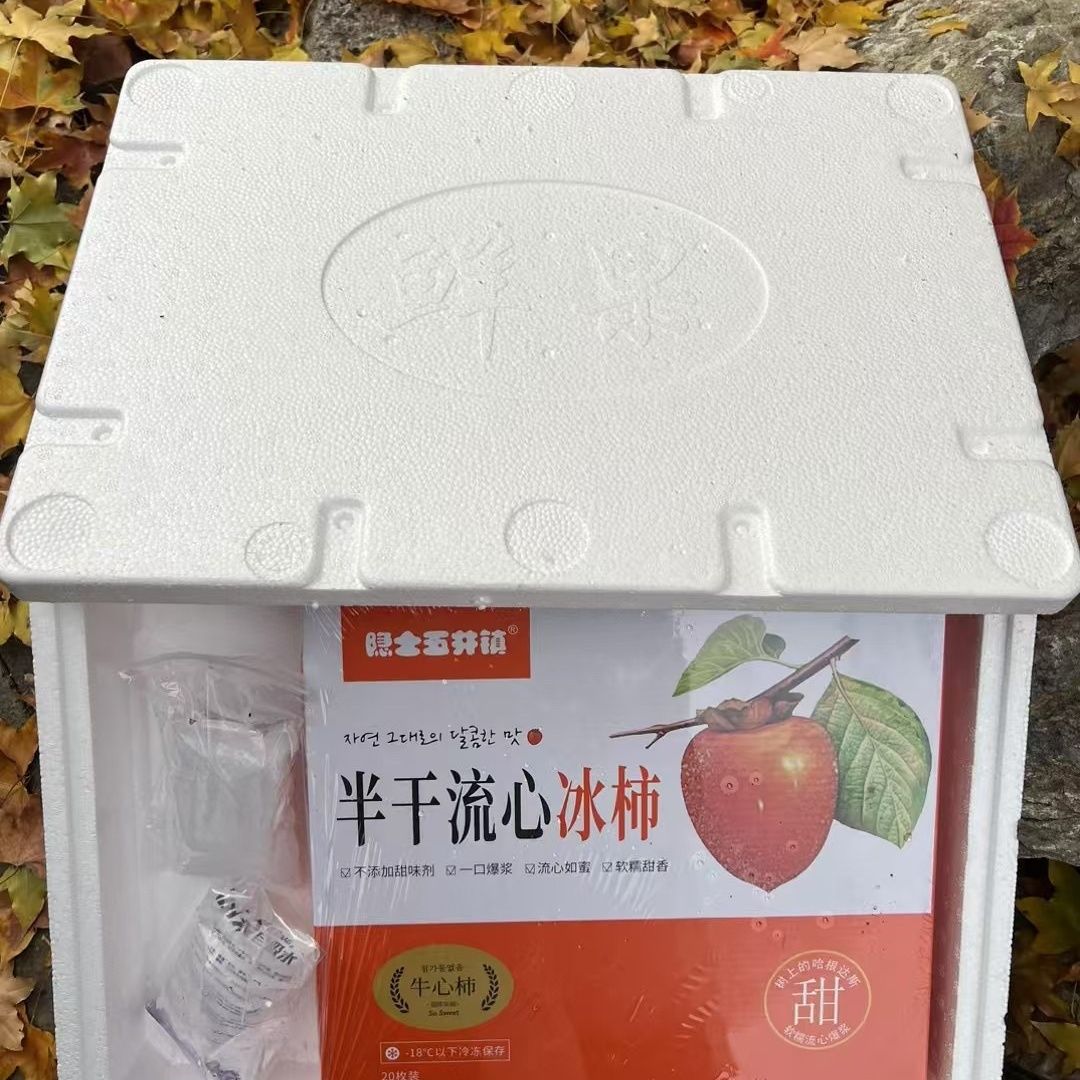 鲜果
隐士五井镇®
자연 그대로의 달콤한 맛
半干流心冰柿
☑不添加甜味剂 ☑一口爆浆 ☑流心如蜜 ☑软糯甜香
牛心柿
So Sweet
树上的哈根达斯
甜
软糯流心爆浆
-18℃以下冷冻保存
20枚装